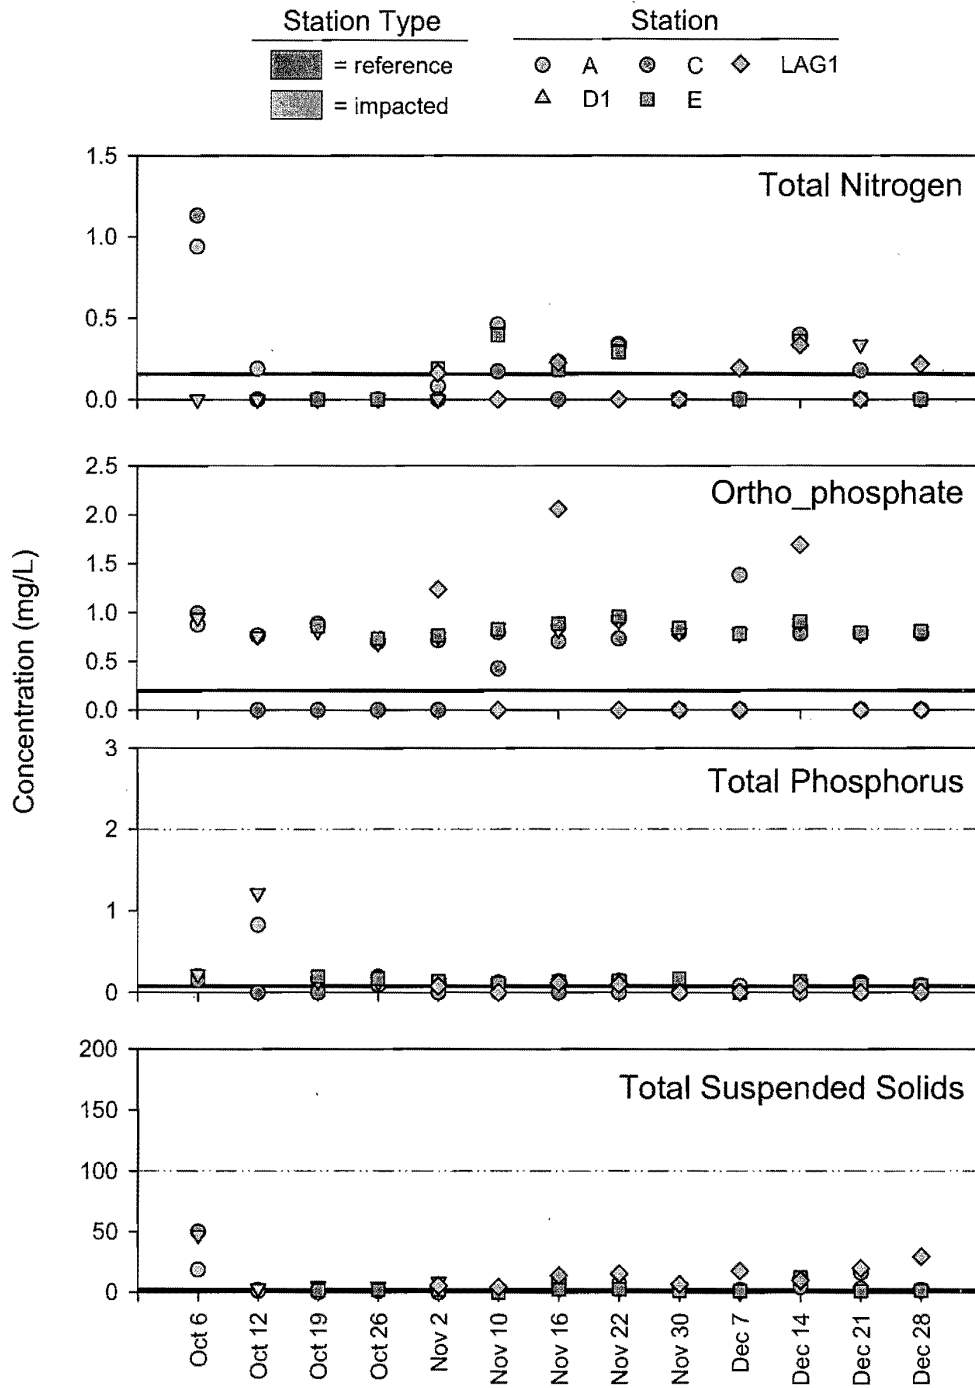 Station Type Station
= reference A C LAG1
= impacted D1 E
1.5
Total Nitrogen
1.0
0.5
0.0
2.5
Ortho_phosphate
2.0
1.5
1.0
0.5
0.0
Concentration (mg/L)
3
Total Phosphorus
2
1
0
200
Total Suspended Solids
150
100
50
0
Oct 6 Oct 12 Oct 19 Oct 26 Nov 2 Nov 10 Nov 16 Nov 22 Nov 30 Dec 7 Dec 14 Dec 21 Dec 28